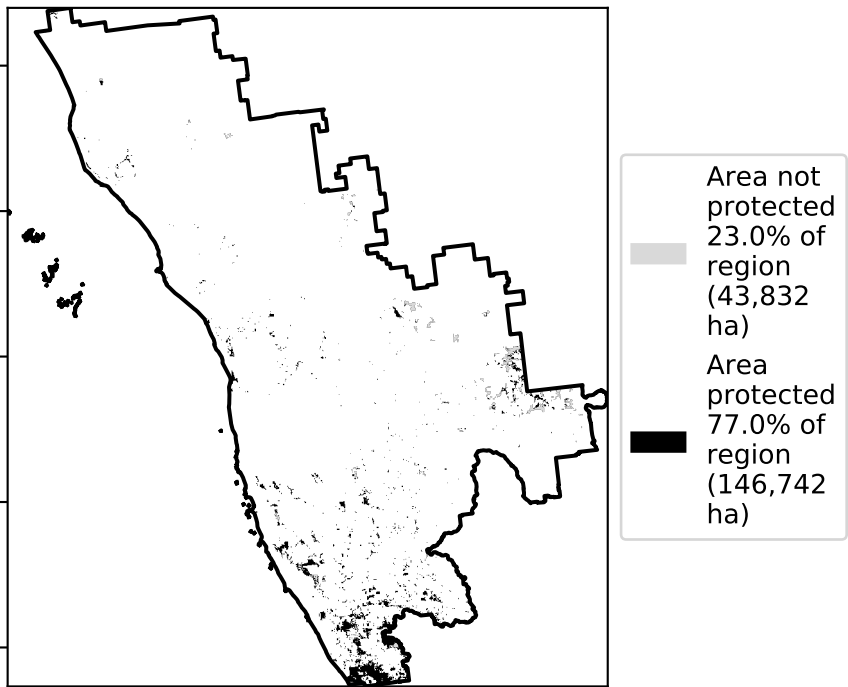 Area not
protected
23.0% of
region
(43,832
ha)
Area
protected
77.0% of
region
(146,742
ha)